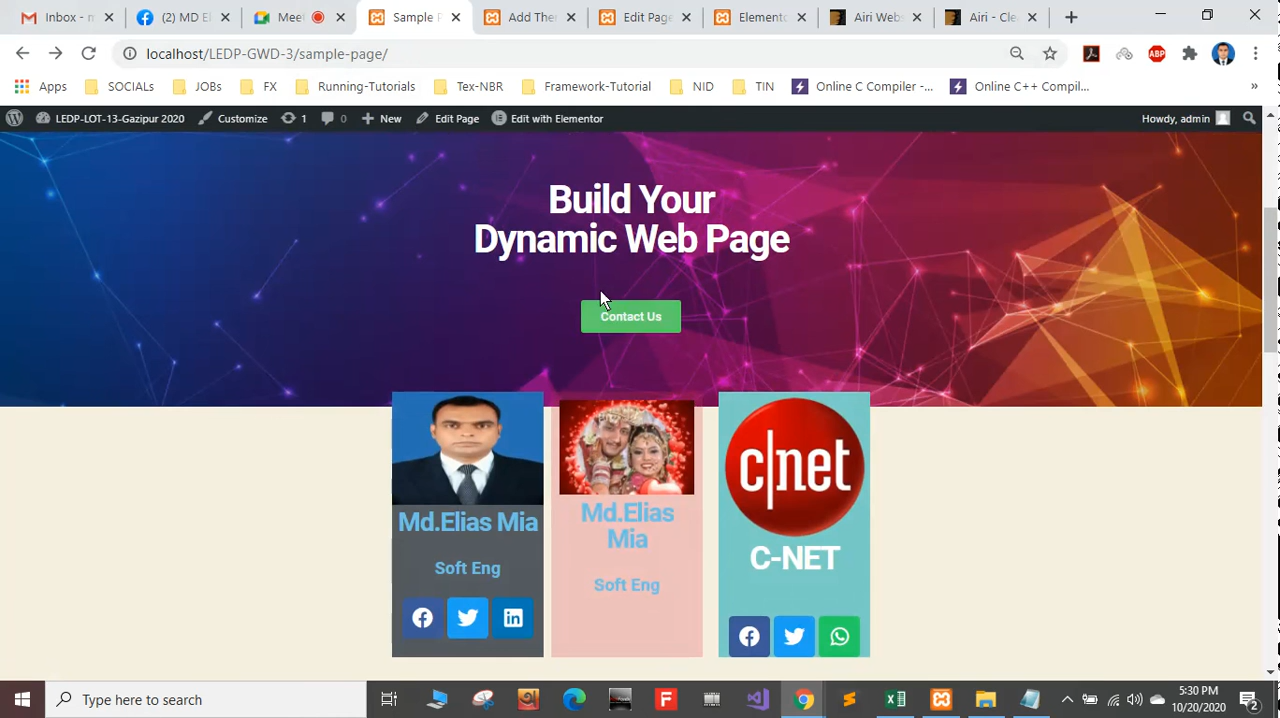 Inbox - m
(2) MD E
Meet
Sample P
Add The
Edit Page
Elemento
Airi Webs
Airi - Cle
localhost/LEDP-GWD-3/sample-page/
ABP
Apps
SOCIALs
JOBs
FX
Running-Tutorials
Tex-NBR
Framework-Tutorial
NID
TIN
Online C Compiler -...
Online C++ Compil...
»
LEDP-LOT-13-Gazipur 2020
Customize
1
0
New
Edit Page
Edit with Elementor
Howdy, admin
Build Your
Dynamic Web Page
Contact Us
Md.Elias Mia
Soft Eng
Md.Elias
Mia
Soft Eng
c|net
C-NET
Type here to search
5:30 PM
10/20/2020
2